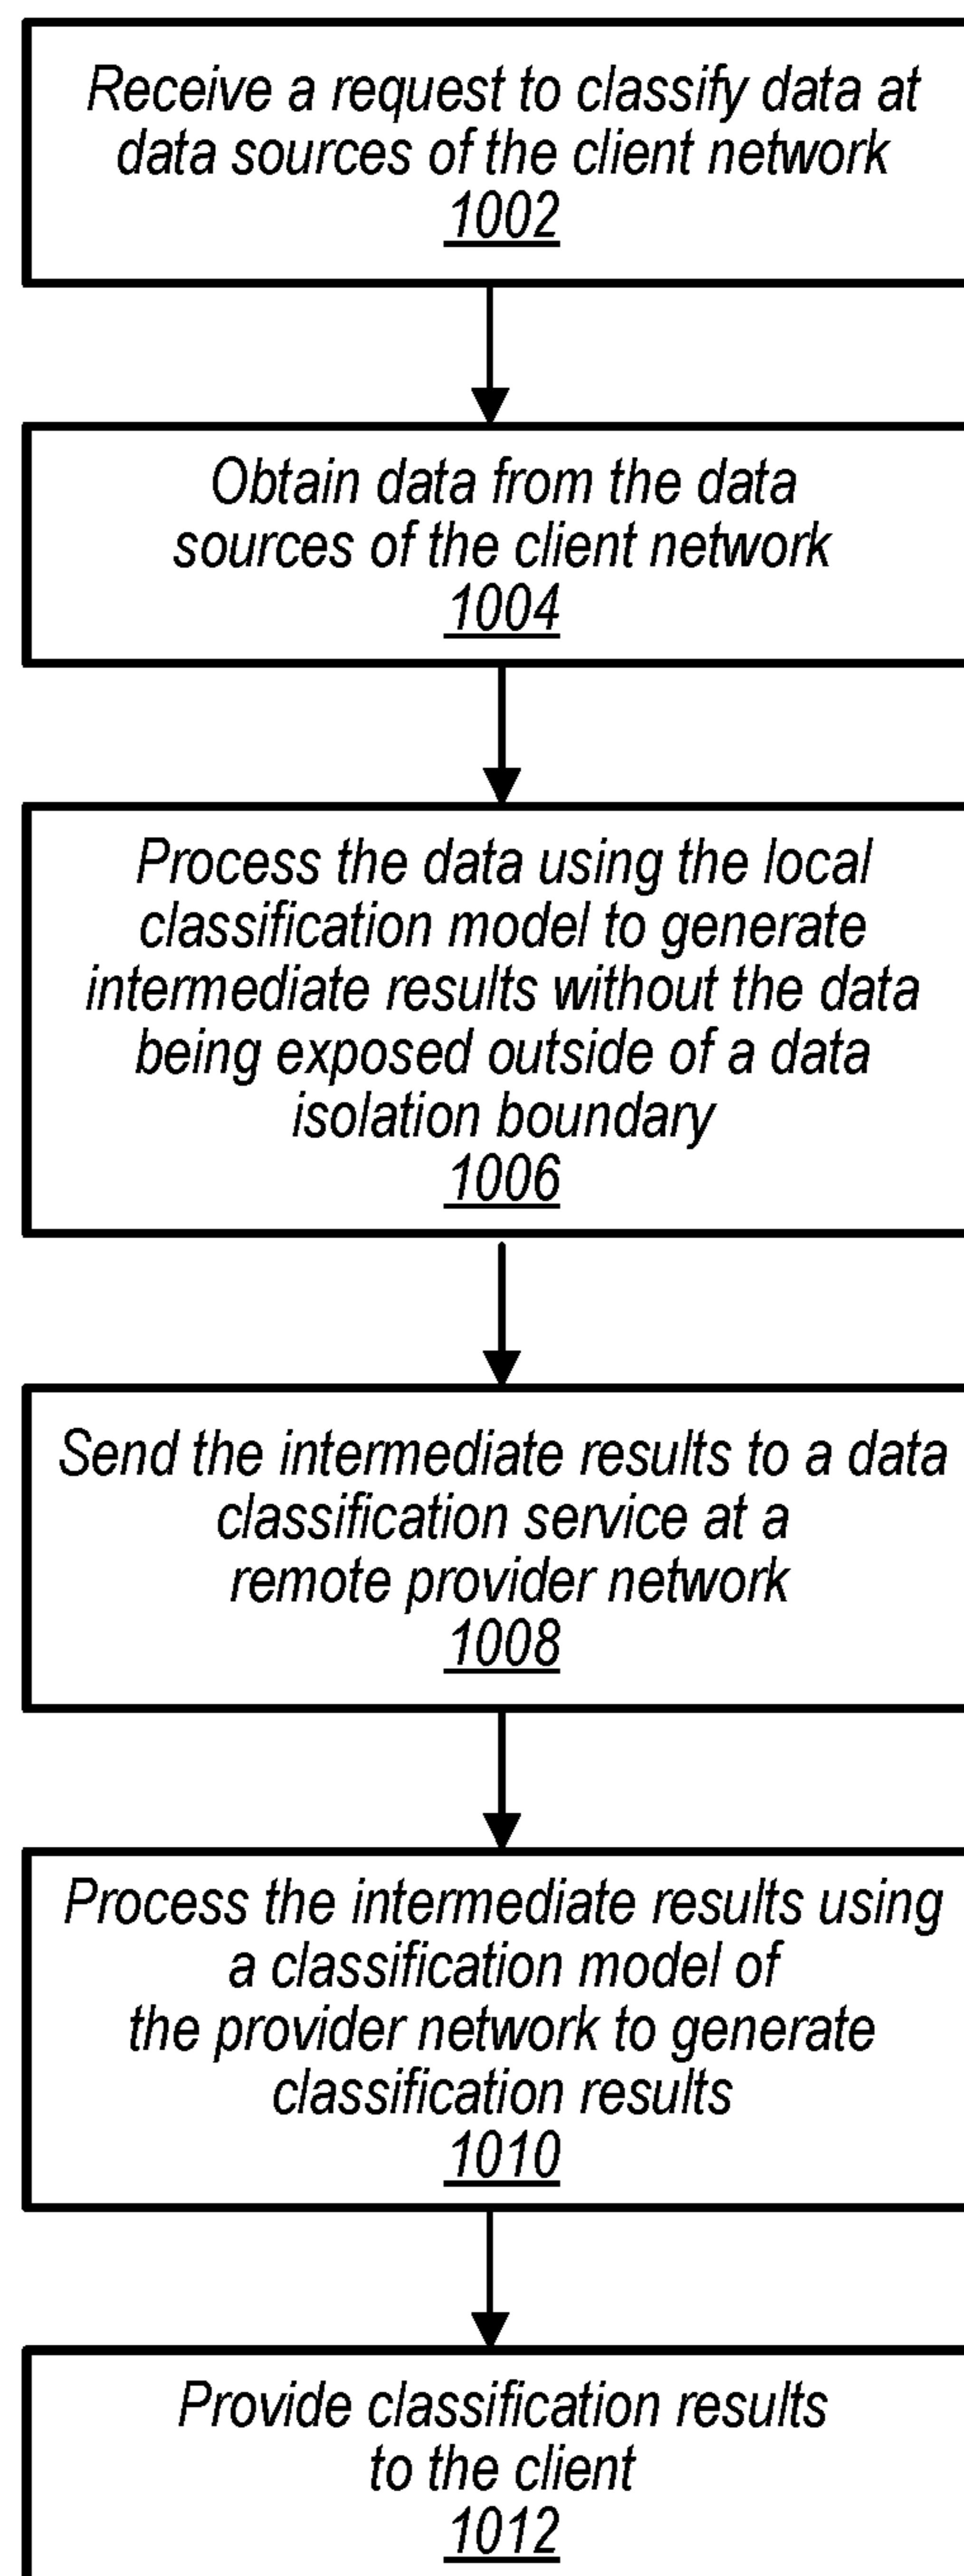 Receive a request to classify data at
data sources of the client network
1002
Obtain data from the data
sources of the client network
1004
Process the data using the local
classification model to generate
intermediate results without the data
being exposed outside of a data
isolation boundary
1006
Send the intermediate results to a data
classification service at a
remote provider network
1008
Process the intermediate results using
a classification model of
the provider network to generate
classification results
1010
Provide classification results
to the client
1012